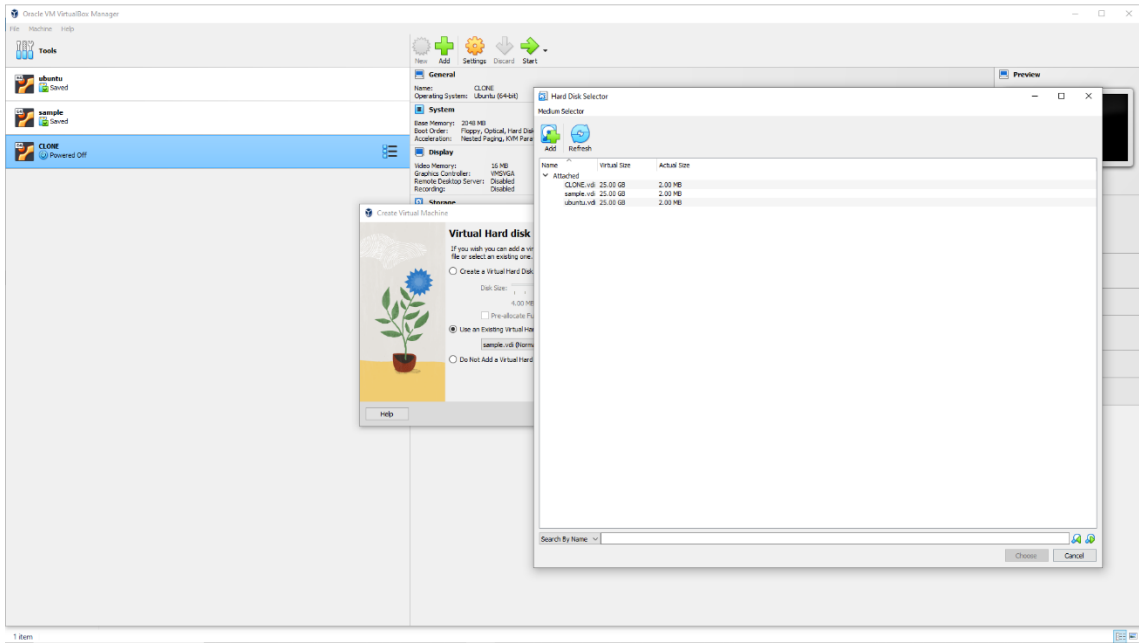 Oracle VM VirtualBox Manager
File Machine Help
Tools
New Add Settings Discard Start
ubuntu
Saved
sample
Saved
CLONE
Powered Off
General
Name: CLONE
Operating System: Ubuntu (64-bit)
System
Base Memory: 2048 MB
Boot Order: Floppy, Optical, Hard Disk
Acceleration: Nested Paging, KVM Para
Display
Video Memory: 16 MB
Graphics Controller: VMSVGA
Remote Desktop Server: Disabled
Recording: Disabled
Storage
Preview
Create Virtual Machine
Virtual Hard disk
If you wish you can add a vir
file or select an existing one.
Create a Virtual Hard Disk
Disk Size:
4.00 MB
Pre-allocate Fu
Use an Existing Virtual Har
sample.vdi (Norma
Do Not Add a Virtual Hard
Help
Hard Disk Selector
Medium Selector
Add Refresh
Name Virtual Size Actual Size
Attached
CLONE.vdi 25.00 GB 2.00 MB
sample.vdi 25.00 GB 2.00 MB
ubuntu.vdi 25.00 GB 2.00 MB
Search By Name
Choose Cancel
1 item